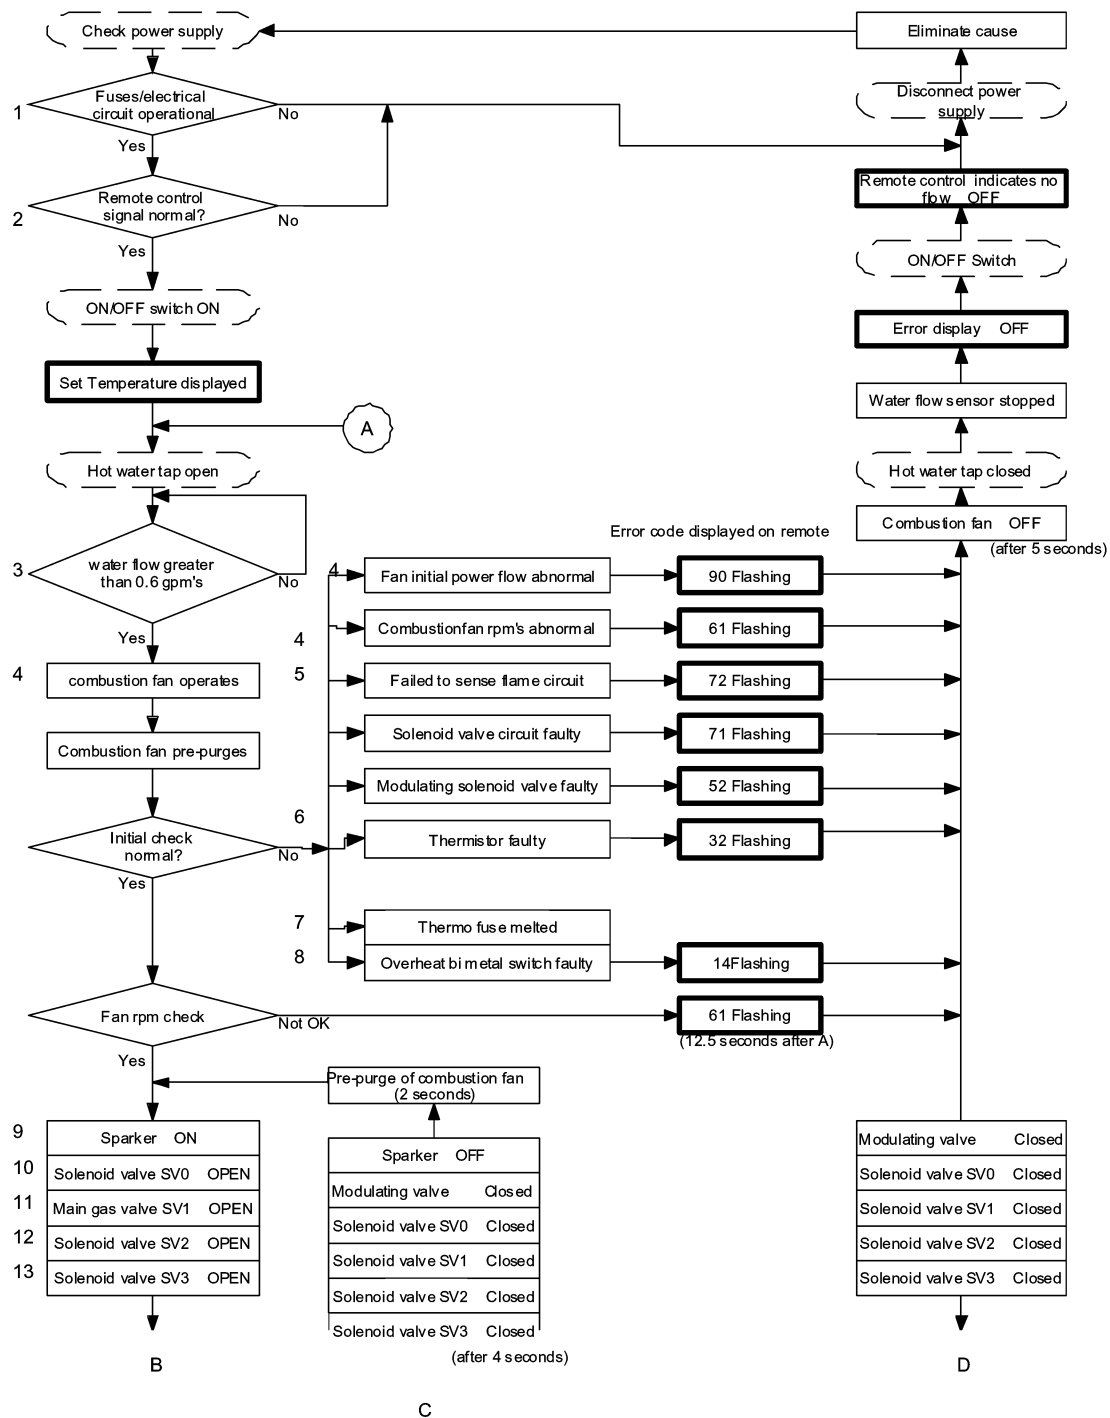 Check power supply
Eliminate cause
Fuses/electrical
circuit operational
1
No
Yes
Disconnect power
supply
Remote control
signal normal?
2
No
Yes
Remote control indicates no
flow OFF
ON/OFF Switch
ON/OFF switch ON
Error display OFF
Set Temperature displayed
Water flow sensor stopped
A
Hot water tap open
Hot water tap closed
Combustion fan OFF
(after 5 seconds)
Error code displayed on remote
3
water flow greater
than 0.6 gpm's
No
Yes
4
Fan initial power flow abnormal
90 Flashing
4
Combustionfan rpm's abnormal
61 Flashing
4
combustion fan operates
5
Failed to sense flame circuit
72 Flashing
Combustion fan pre-purges
Solenoid valve circuit faulty
71 Flashing
Modulating solenoid valve faulty
52 Flashing
6
Initial check
normal?
No
Yes
Thermistor faulty
32 Flashing
7
Thermo fuse melted
8
Overheat bi metal switch faulty
14Flashing
Fan rpm check
Not OK
61 Flashing
(12.5 seconds after A)
Yes
Pre-purge of combustion fan
(2 seconds)
9
Sparker ON
10
Solenoid valve SV0 OPEN
11
Main gas valve SV1 OPEN
12
Solenoid valve SV2 OPEN
13
Solenoid valve SV3 OPEN
Sparker OFF
Modulating valve Closed
Solenoid valve SV0 Closed
Solenoid valve SV1 Closed
Solenoid valve SV2 Closed
Solenoid valve SV3 Closed
(after 4 seconds)
Modulating valve Closed
Solenoid valve SV0 Closed
Solenoid valve SV1 Closed
Solenoid valve SV2 Closed
Solenoid valve SV3 Closed
B
D
C